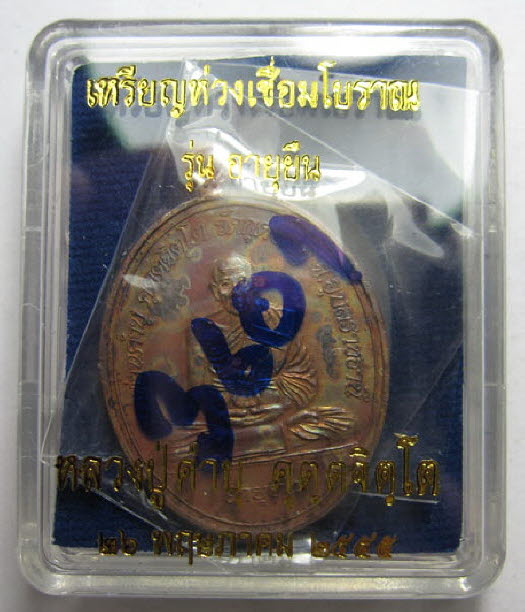 เหรียญห่วงเชื่อมโบราณ
รุ่น อายุยืน
360.
หลวงปู่คำบุ คุตฺตจิตฺโต
๒๖ พฤษภาคม ๒๕๕๕